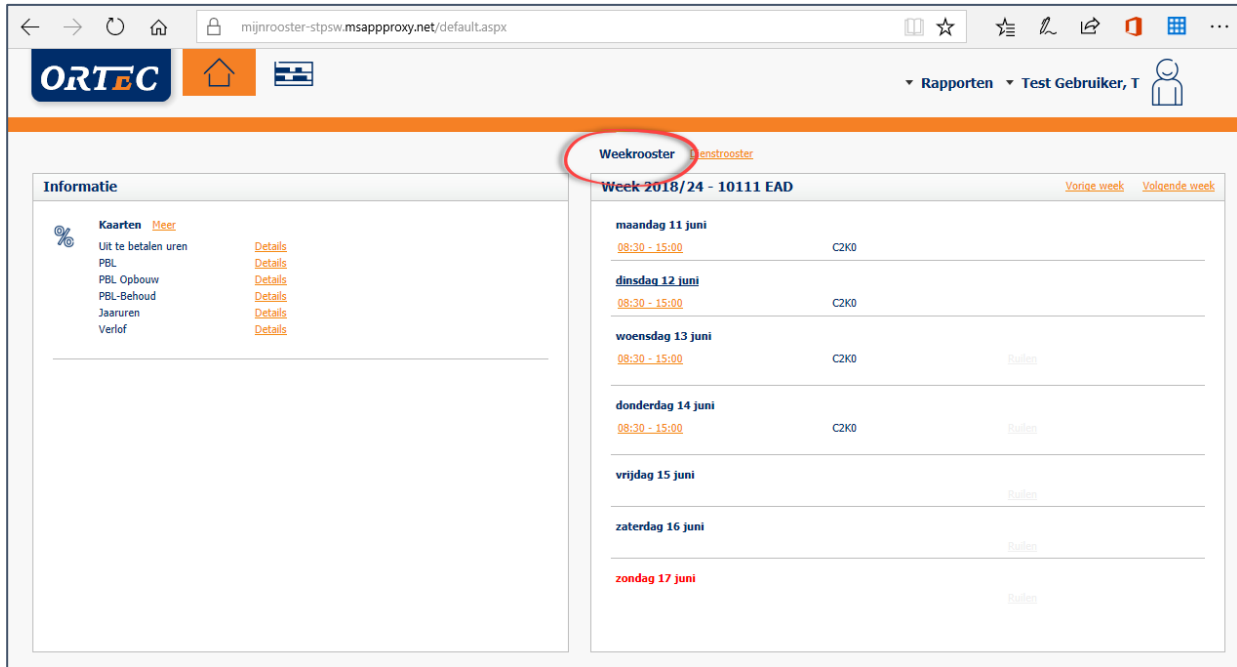 mijnrooster-stpsw.msappproxy.net/default.aspx
ORTEC
Rapporten Test Gebruiker, T
Weekrooster Dienstrooster
Informatie
Kaarten Meer
Uit te betalen uren Details
PBL Details
PBL Opbouw Details
PBL-Behoud Details
Jaaruren Details
Verlof Details
Week 2018/24 - 10111 EAD Vorige week Volgende week
maandag 11 juni
08:30 - 15:00 C2K0
dinsdag 12 juni
08:30 - 15:00 C2K0
woensdag 13 juni
08:30 - 15:00 C2K0 Ruilen
donderdag 14 juni
08:30 - 15:00 C2K0 Ruilen
vrijdag 15 juni
Ruilen
zaterdag 16 juni
Ruilen
zondag 17 juni
Ruilen